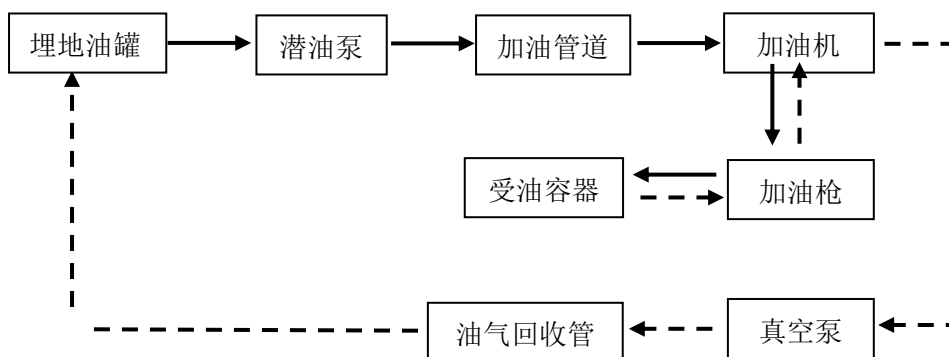 埋地油罐
潜油泵
加油管道
加油机
受油容器
加油枪
油气回收管
真空泵